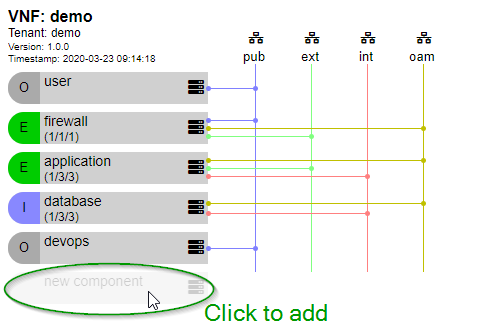 VNF: demo
Tenant: demo
Version: 1.0.0
Timestamp: 2020-03-23 09:14:18
pub ext int oam
O user
E firewall
(1/1/1)
E application
(1/3/3)
I database
(1/3/3)
O devops
new component
Click to add